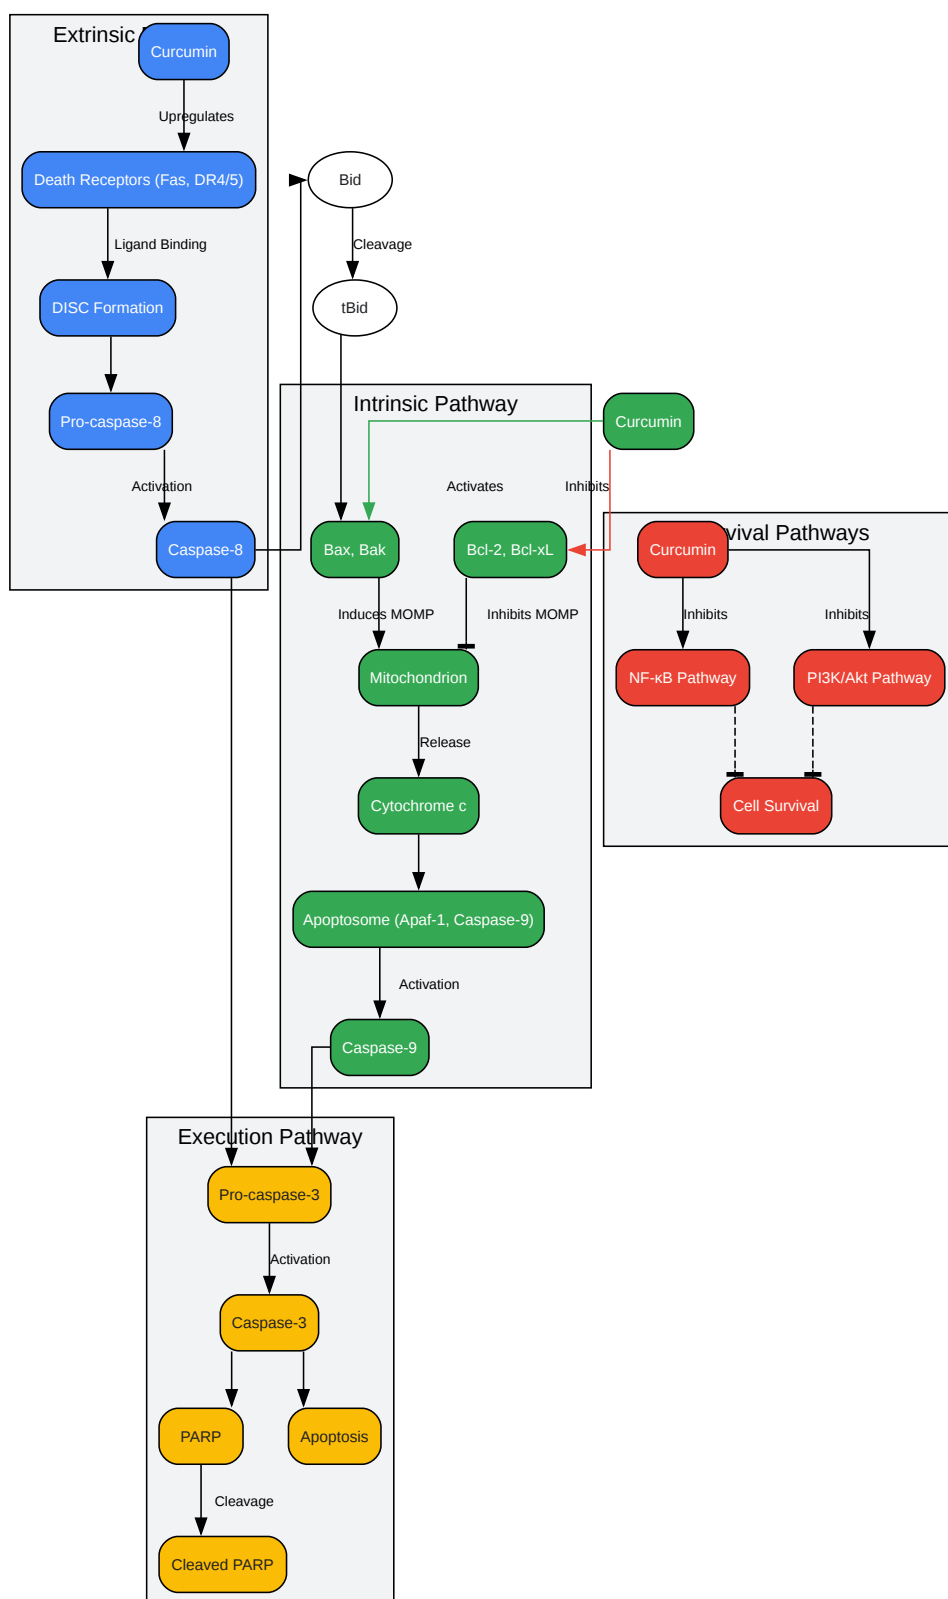 Extrinsic
Curcumin
Upregulates
Death Receptors (Fas, DR4/5)
Ligand Binding
DISC Formation
Pro-caspase-8
Activation
Caspase-8
Bid
Cleavage
tBid
Intrinsic Pathway
Curcumin
Activates
Inhibits
Bax, Bak
Bcl-2, Bcl-xL
Induces MOMP
Inhibits MOMP
Mitochondrion
Release
Cytochrome c
Apoptosome (Apaf-1, Caspase-9)
Activation
Caspase-9
vival Pathways
Curcumin
Inhibits
Inhibits
NF-κB Pathway
PI3K/Akt Pathway
Cell Survival
Execution Pathway
Pro-caspase-3
Activation
Caspase-3
PARP
Apoptosis
Cleavage
Cleaved PARP